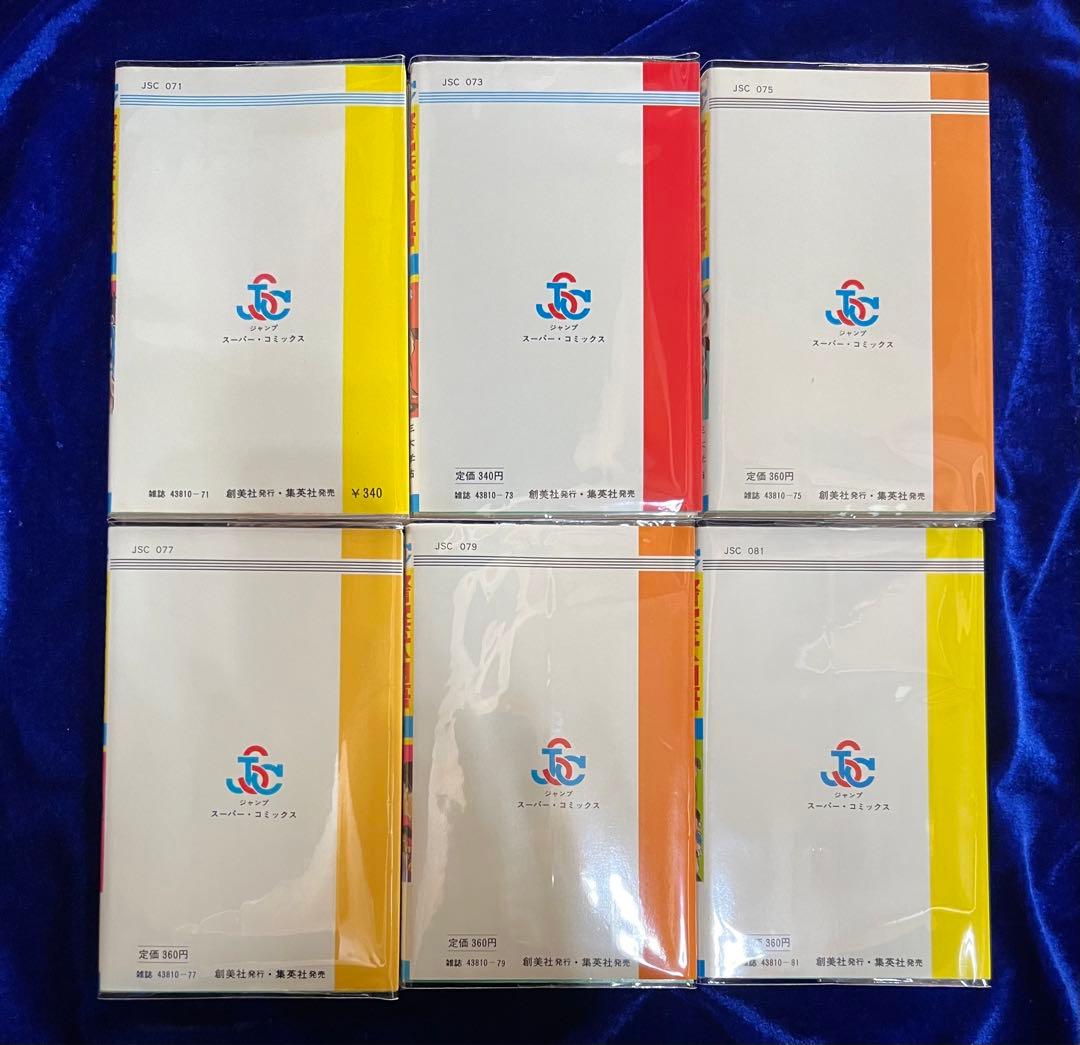 JSC 071
JSC
ジャンプ
スーパー・コミックス
雑誌 43810-71 創美社発行・集英社発売 ￥340
JSC 073
JSC
ジャンプ
スーパー・コミックス
定価 340円
雑誌 43810-73 創美社発行・集英社発売
JSC 075
JSC
ジャンプ
スーパー・コミックス
定価 360円
雑誌 43810-75 創美社発行・集英社発売
JSC 077
JSC
ジャンプ
スーパー・コミックス
定価 360円
雑誌 43810-77 創美社発行・集英社発売
JSC 079
JSC
ジャンプ
スーパー・コミックス
定価 360円
雑誌 43810-79 創美社発行・集英社発売
JSC 081
JSC
ジャンプ
スーパー・コミックス
定価 360円
雑誌 43810-81 創美社発行・集英社発売